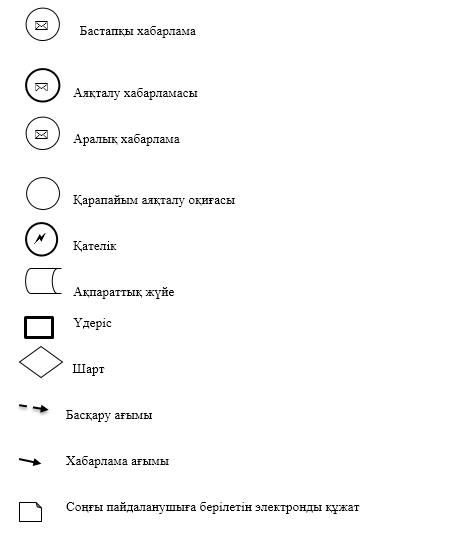 Бастапқы хабарлама
Аяқталу хабарламасы
Аралық хабарлама
Қарапайым аяқталу оқиғасы
Қателік
Ақпараттық жүйе
Үдеріс
Шарт
Басқару ағымы
Хабарлама ағымы
Соңғы пайдаланушыға берілетін электронды құжат